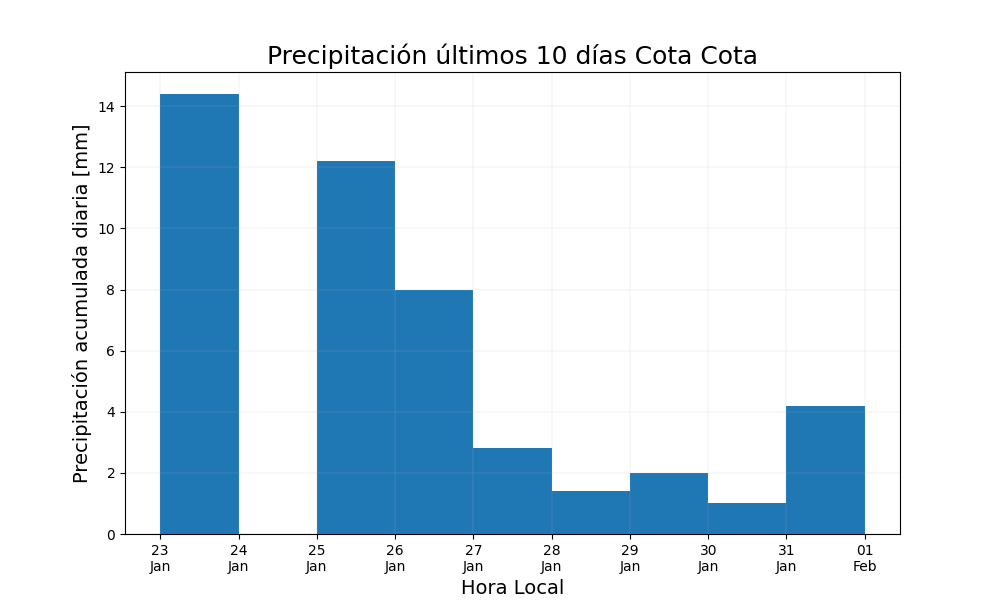 Precipitación últimos 10 días Cota Cota
Precipitación acumulada diaria [mm]
14
12
10
8
6
4
2
0
23 24 25 26 27 28 29 30 31 01
Jan Jan Jan Jan Jan Jan Jan Jan Jan Feb
Hora Local